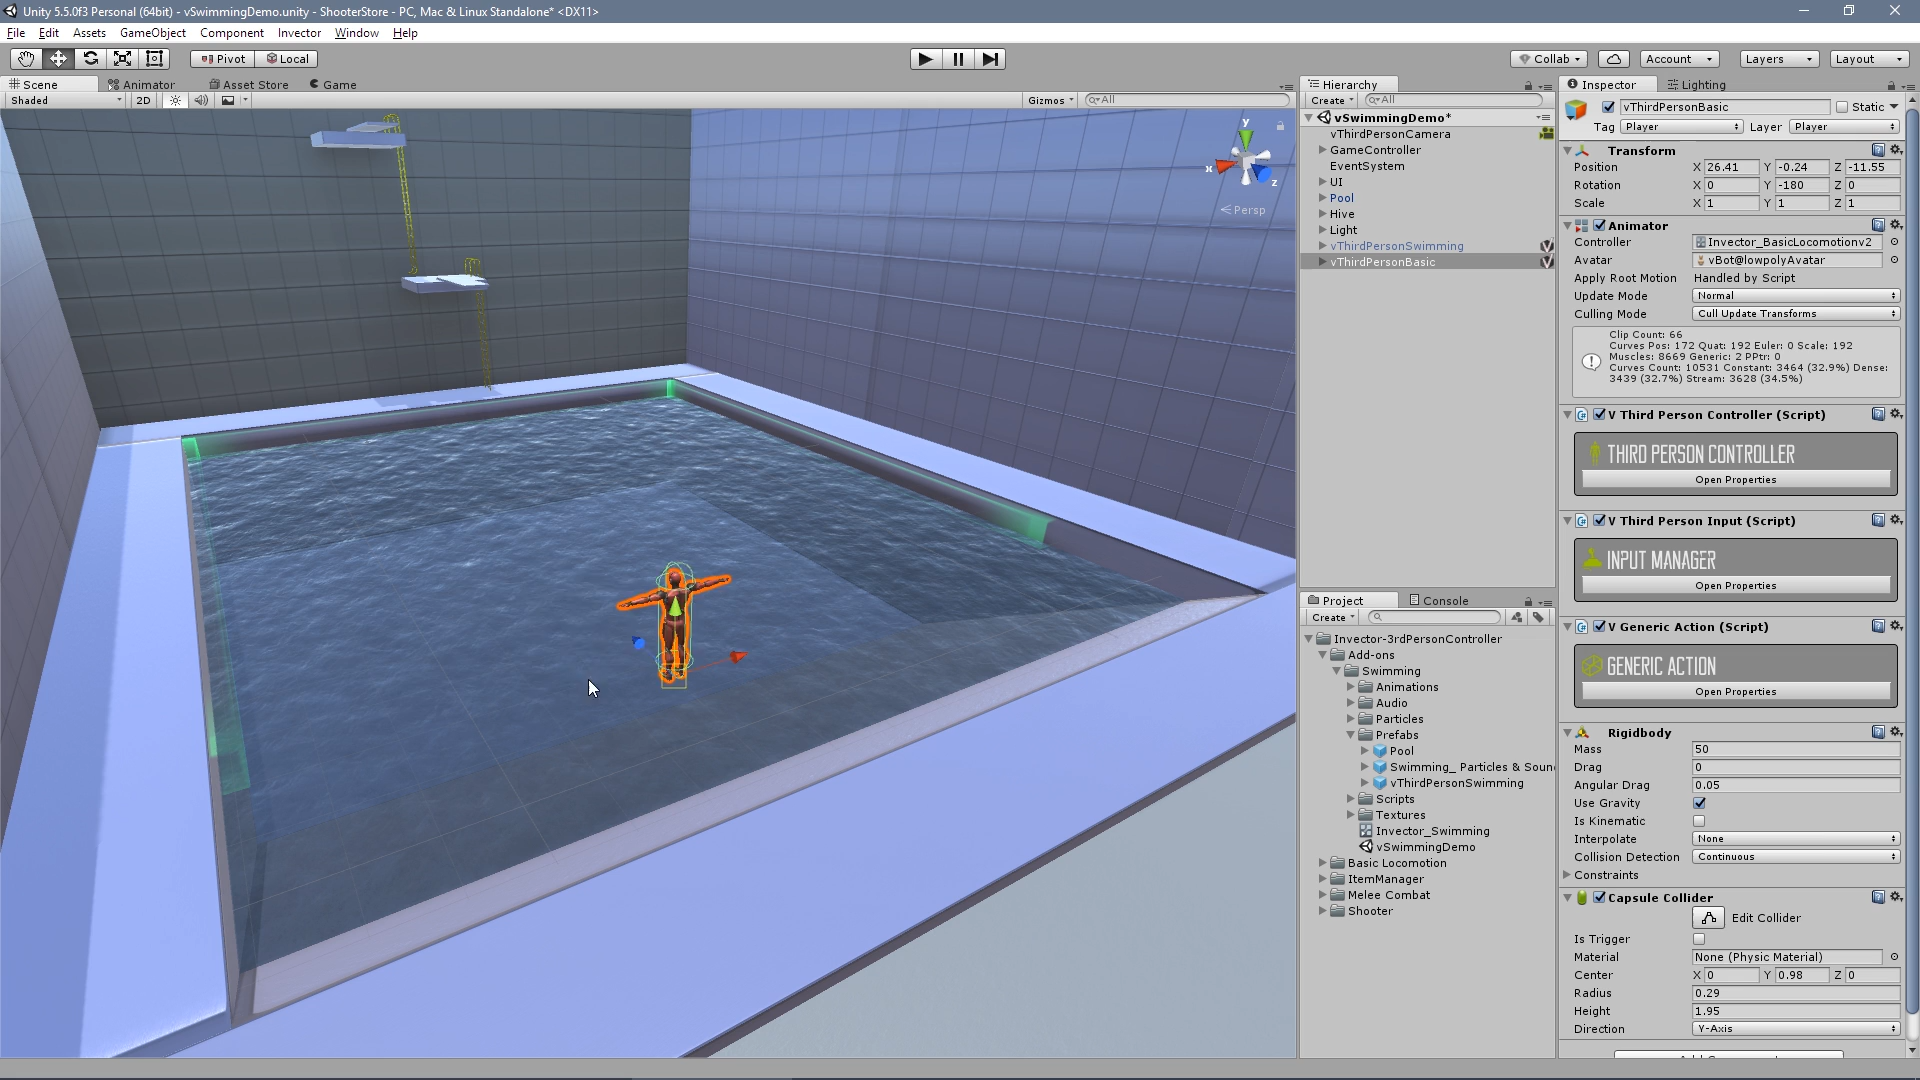 Unity 5.5.0f3 Personal (64bit) - vSwimmingDemo.unity - ShooterStore - PC, Mac & Linux Standalone* <DX11>
File Edit Assets GameObject Component Invector Window Help
Pivot Local Collab Account Layers Layout
Scene Animator Asset Store Game
Shaded 2D Gizmos All
y
x
z
Persp
Hierarchy
Create All
vSwimmingDemo*
vThirdPersonCamera
GameController
EventSystem
UI
Pool
Hive
Light
vThirdPersonSwimming
vThirdPersonBasic
Project Console
Create
Invector-3rdPersonController
Add-ons
Swimming
Animations
Audio
Particles
Prefabs
Pool
Swimming_ Particles & Soun
vThirdPersonSwimming
Scripts
Textures
Invector_Swimming
vSwimmingDemo
Basic Locomotion
ItemManager
Melee Combat
Shooter
Inspector Lighting
vThirdPersonBasic Static
Tag Player Layer Player
Transform
Position X 26.41 Y -0.24 Z -11.55
Rotation X 0 Y -180 Z 0
Scale X 1 Y 1 Z 1
Animator
Controller Invector_BasicLocomotionv2
Avatar vBot@lowpolyAvatar
Apply Root Motion Handled by Script
Update Mode Normal
Culling Mode Cull Update Transforms
Clip Count: 66
Curves Pos: 172 Quat: 192 Euler: 0 Scale: 192
Muscles: 8669 Generic: 2 PPtr: 0
Curves Count: 10531 Constant: 3464 (32.9%) Dense:
3439 (32.7%) Stream: 3628 (34.5%)
V Third Person Controller (Script)
THIRD PERSON CONTROLLER
Open Properties
V Third Person Input (Script)
INPUT MANAGER
Open Properties
V Generic Action (Script)
GENERIC ACTION
Open Properties
Rigidbody
Mass 50
Drag 0
Angular Drag 0.05
Use Gravity
Is Kinematic
Interpolate None
Collision Detection Continuous
Constraints
Capsule Collider
Edit Collider
Is Trigger
Material None (Physic Material)
Center X 0 Y 0.98 Z 0
Radius 0.29
Height 1.95
Direction Y-Axis